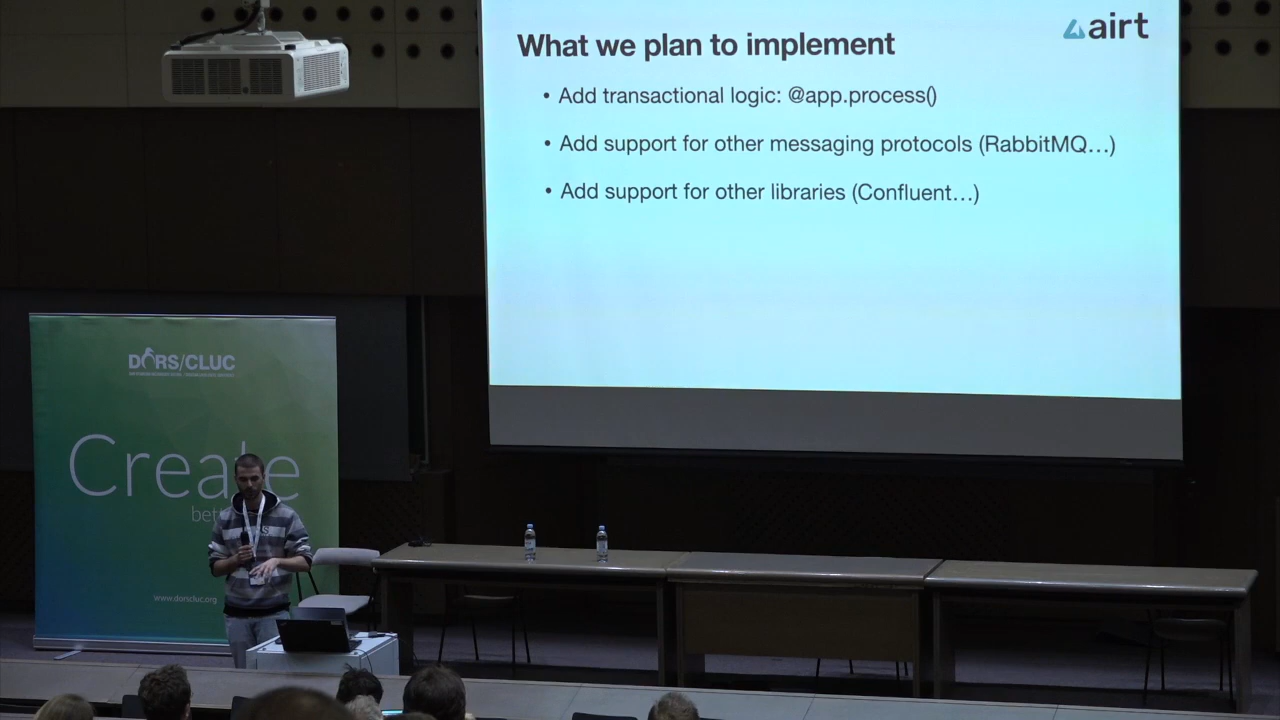 airt
What we plan to implement
• Add transactional logic: @app.process()
• Add support for other messaging protocols (RabbitMQ…)
• Add support for other libraries (Confluent…)
DORS/CLUC
Create
www.dorscluc.org